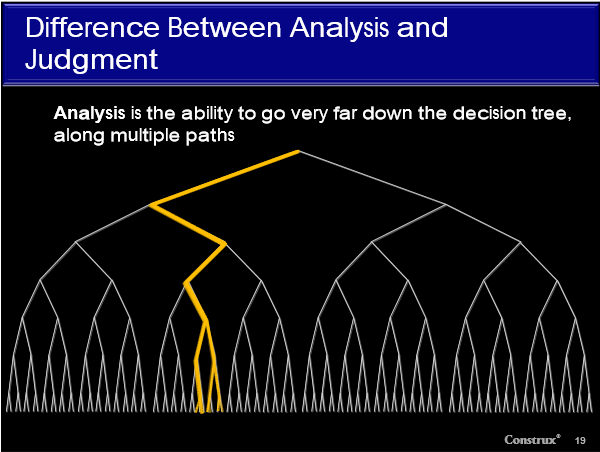 Difference Between Analysis and
Judgment
Analysis is the ability to go very far down the decision tree,
along multiple paths
Construx® 19